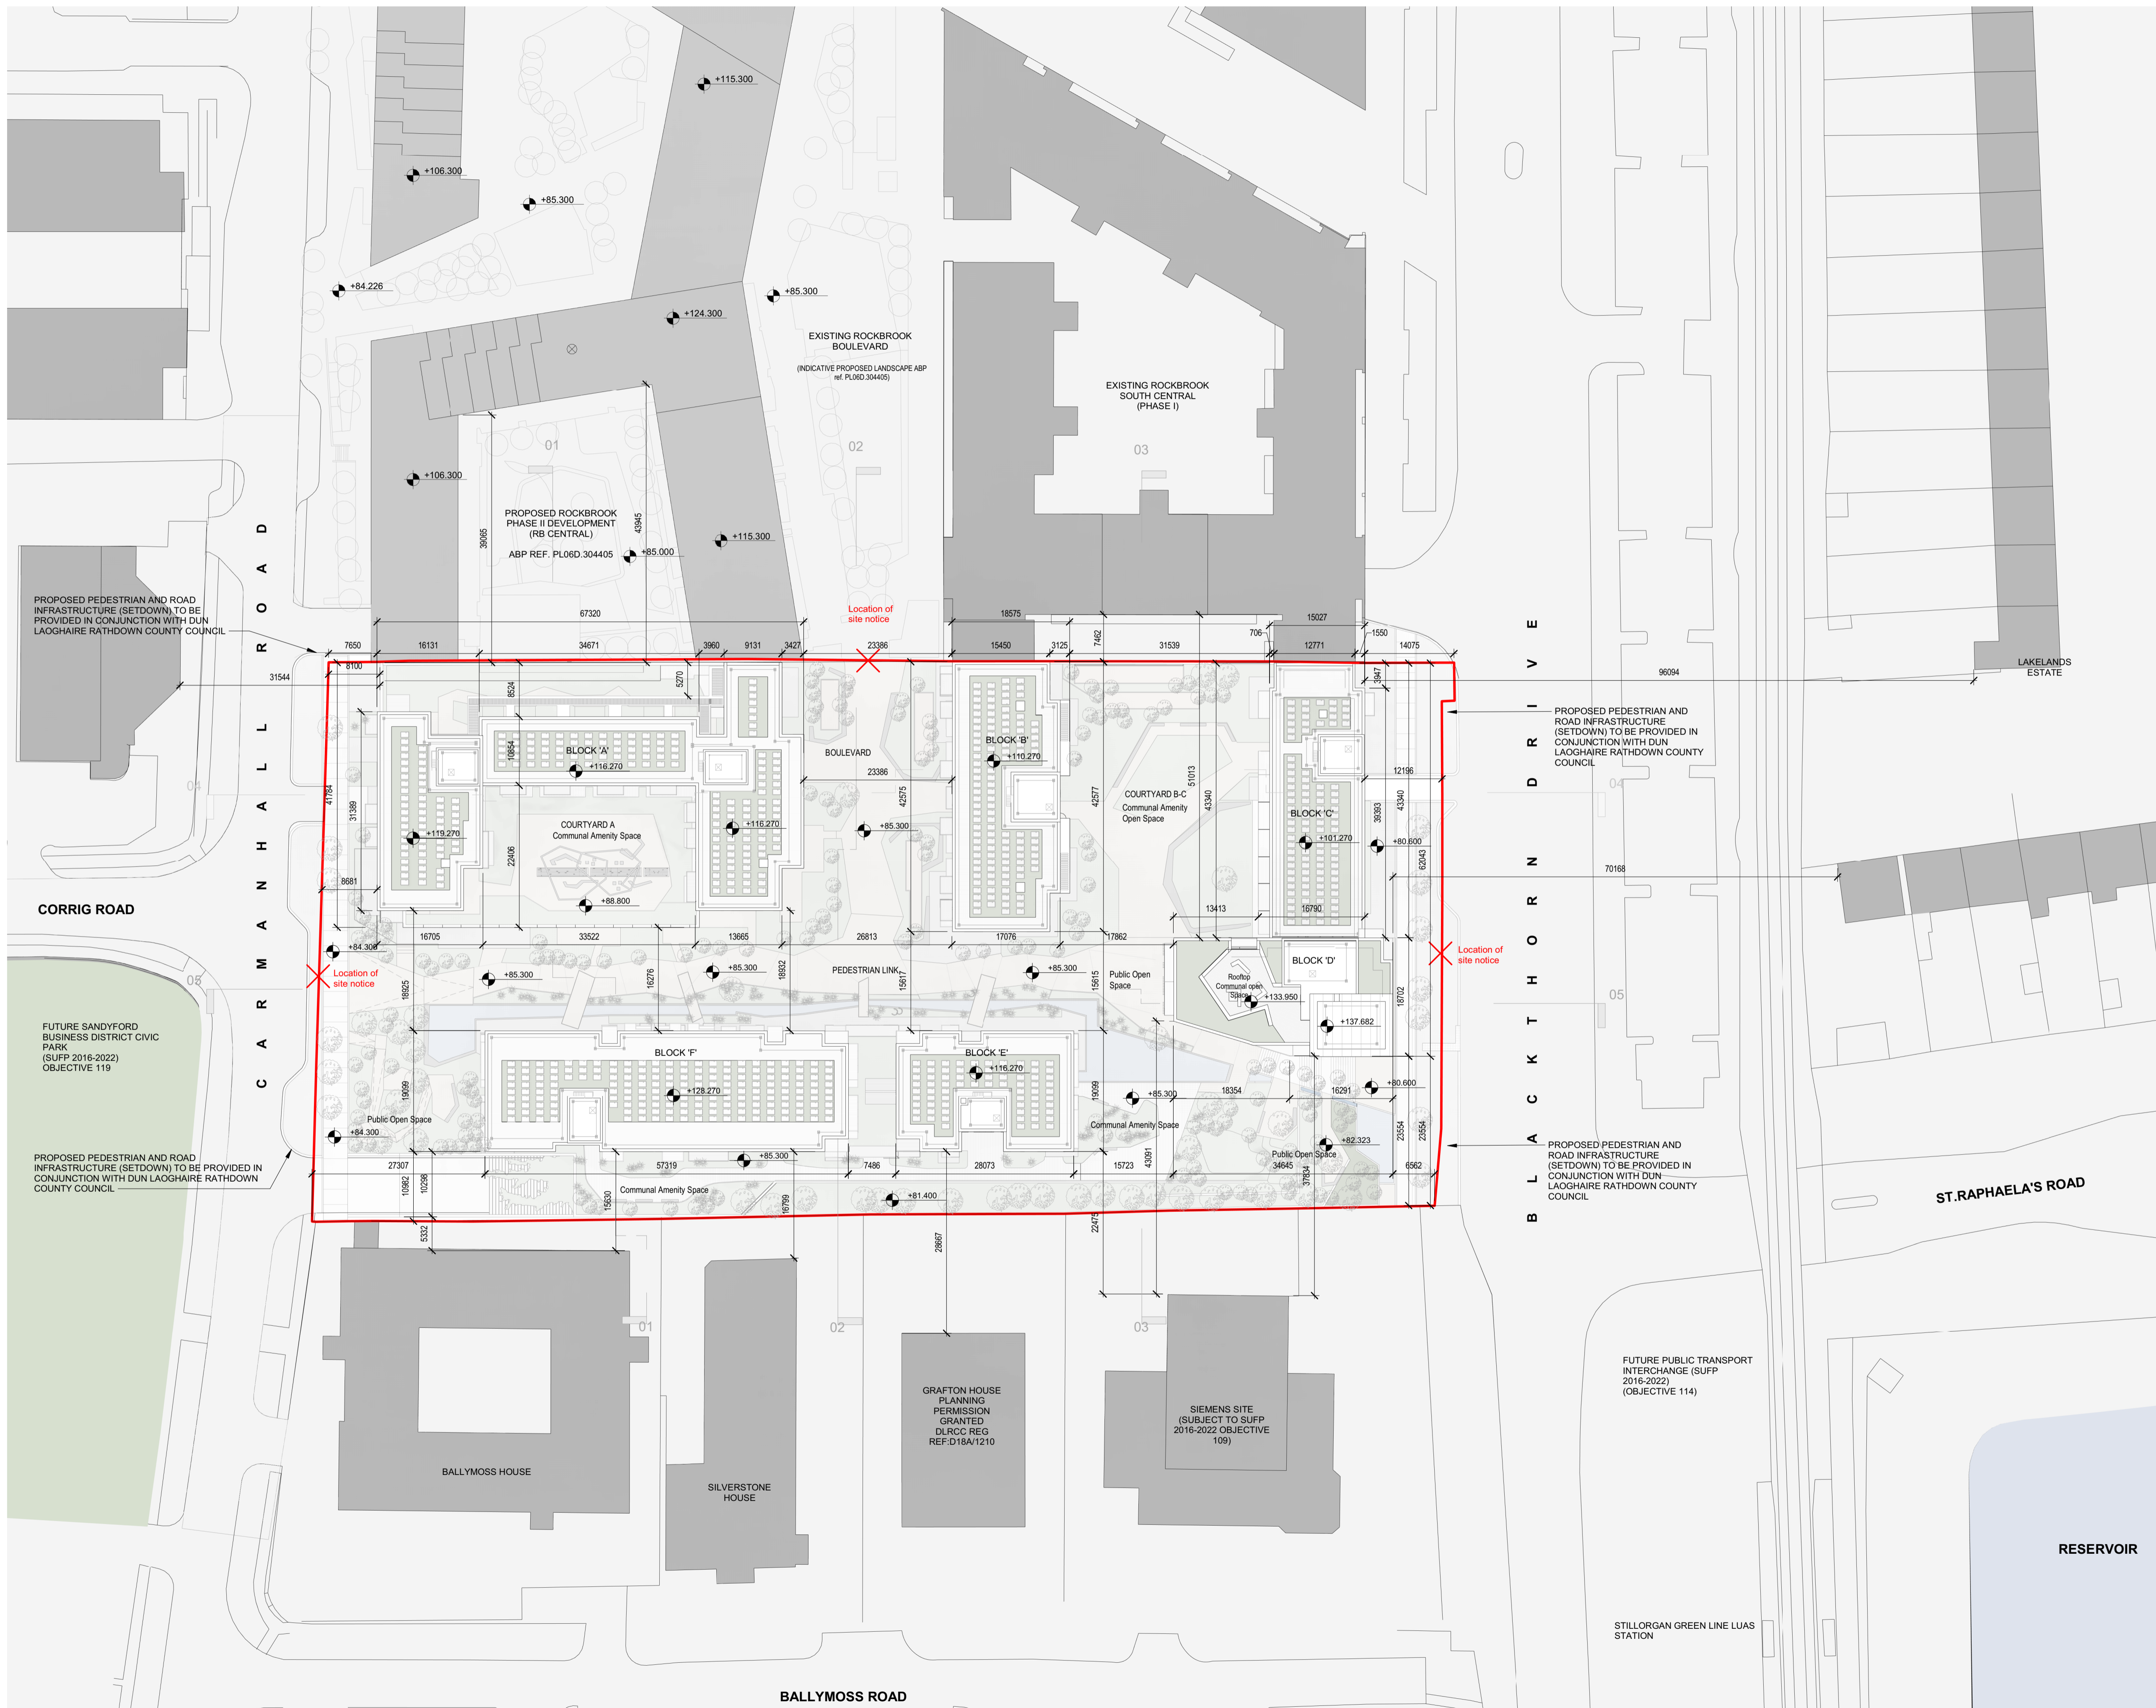 +115.300
+106.300
+85.300
+84.226
+85.300
+124.300
EXISTING ROCKBROOK
BOULEVARD
(INDICATIVE PROPOSED LANDSCAPE ABP
ref. PL06D.304405)
EXISTING ROCKBROOK
SOUTH CENTRAL
(PHASE I)
01
02
03
+106.300
39065
43945
PROPOSED ROCKBROOK
PHASE II DEVELOPMENT
(RB CENTRAL)
ABP REF. PL06D.304405
+85.000
+115.300
CARMANHALL ROAD
BLACKTHORN DRIVE
PROPOSED PEDESTRIAN AND ROAD
INFRASTRUCTURE (SETDOWN) TO BE
PROVIDED IN CONJUNCTION WITH DUN
LAOGHAIRE RATHDOWN COUNTY COUNCIL
67320
Location of
site notice
18575
7462
15027
706
1550
7650
16131
34671
3960
9131
3427
23386
15450
3125
31539
12771
14075
8100
31544
8524
5270
3947
96094
LAKELANDS
ESTATE
PROPOSED PEDESTRIAN AND
ROAD INFRASTRUCTURE
(SETDOWN) TO BE PROVIDED IN
CONJUNCTION WITH DUN
LAOGHAIRE RATHDOWN COUNTY
COUNCIL
BLOCK 'A'
10854
+116.270
BOULEVARD
23386
BLOCK 'B'
+110.270
51013
43340
12196
04
04
41784
31389
COURTYARD A
Communal Amenity Space
+119.270
+116.270
42575
+85.300
42577
COURTYARD B-C
Communal Amenity
Open Space
BLOCK 'C'
+101.270
39393
43340
+80.600
62043
22406
8681
+88.800
70168
CORRIG ROAD
13413
16790
16705
33522
13665
26813
17076
17862
+84.300
Location of
site notice
Location of
site notice
05
05
+85.300
16276
+85.300
18932
18925
PEDESTRIAN LINK
15617
+85.300
15615
Public Open
Space
Rooftop
Communal open
Space
BLOCK 'D'
+133.950
+137.682
18702
FUTURE SANDYFORD
BUSINESS DISTRICT CIVIC
PARK
(SUFP 2016-2022)
OBJECTIVE 119
BLOCK 'F'
+128.270
BLOCK 'E'
+116.270
19099
19099
+85.300
18354
16291
+80.600
Public Open Space
+84.300
Communal Amenity Space
+82.323
Public Open Space
23554
23554
PROPOSED PEDESTRIAN AND
ROAD INFRASTRUCTURE
(SETDOWN) TO BE PROVIDED IN
CONJUNCTION WITH DUN
LAOGHAIRE RATHDOWN COUNTY
COUNCIL
PROPOSED PEDESTRIAN AND ROAD
INFRASTRUCTURE (SETDOWN) TO BE PROVIDED IN
CONJUNCTION WITH DUN LAOGHAIRE RATHDOWN
COUNTY COUNCIL
27307
57319
+85.300
7486
28073
15723
43091
34645
6562
10982
10298
15630
Communal Amenity Space
16799
+81.400
37834
5332
28667
22475
ST.RAPHAELA'S ROAD
01
02
03
FUTURE PUBLIC TRANSPORT
INTERCHANGE (SUFP
2016-2022)
(OBJECTIVE 114)
GRAFTON HOUSE
PLANNING
PERMISSION
GRANTED
DLRCC REG
REF:D18A/1210
SIEMENS SITE
(SUBJECT TO SUFP
2016-2022 OBJECTIVE
109)
BALLYMOSS HOUSE
SILVERSTONE
HOUSE
RESERVOIR
STILLORGAN GREEN LINE LUAS
STATION
BALLYMOSS ROAD